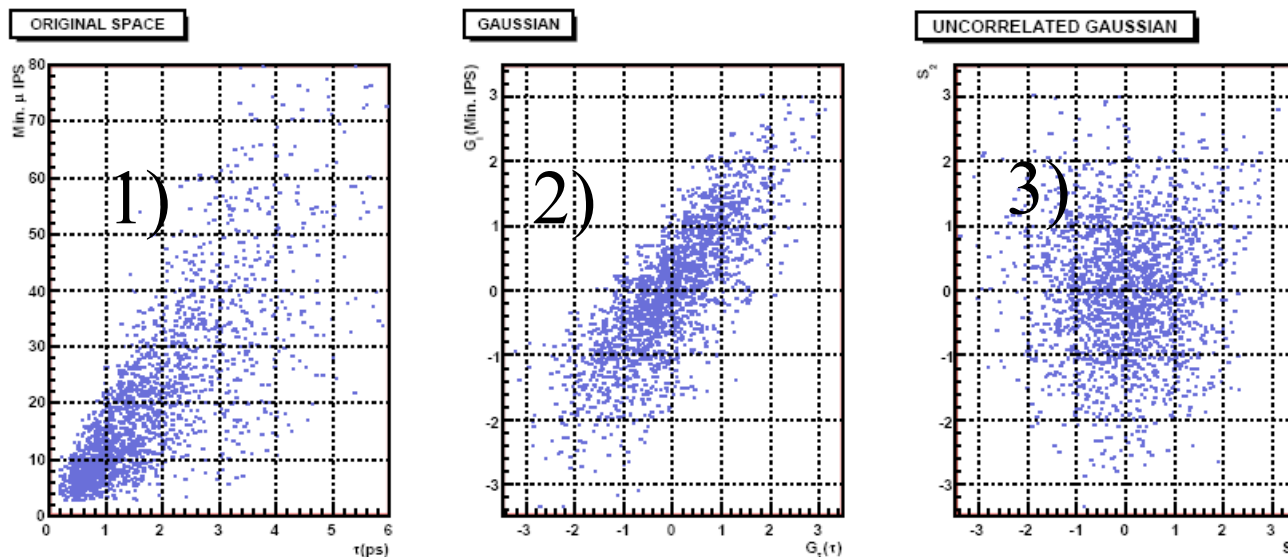 ORIGINAL SPACE
Min. μ IPS
80
70
60
50
40
30
20
10
0
1)
0 1 2 3 4 5 6
τ(ps)
GAUSSIAN
G_I (Min. IPS)
3
2
1
0
-1
-2
-3
2)
-3 -2 -1 0 1 2 3
G_τ(τ)
UNCORRELATED GAUSSIAN
S_2
3
2
1
0
-1
-2
-3
3)
-3 -2 -1 0 1 2 3